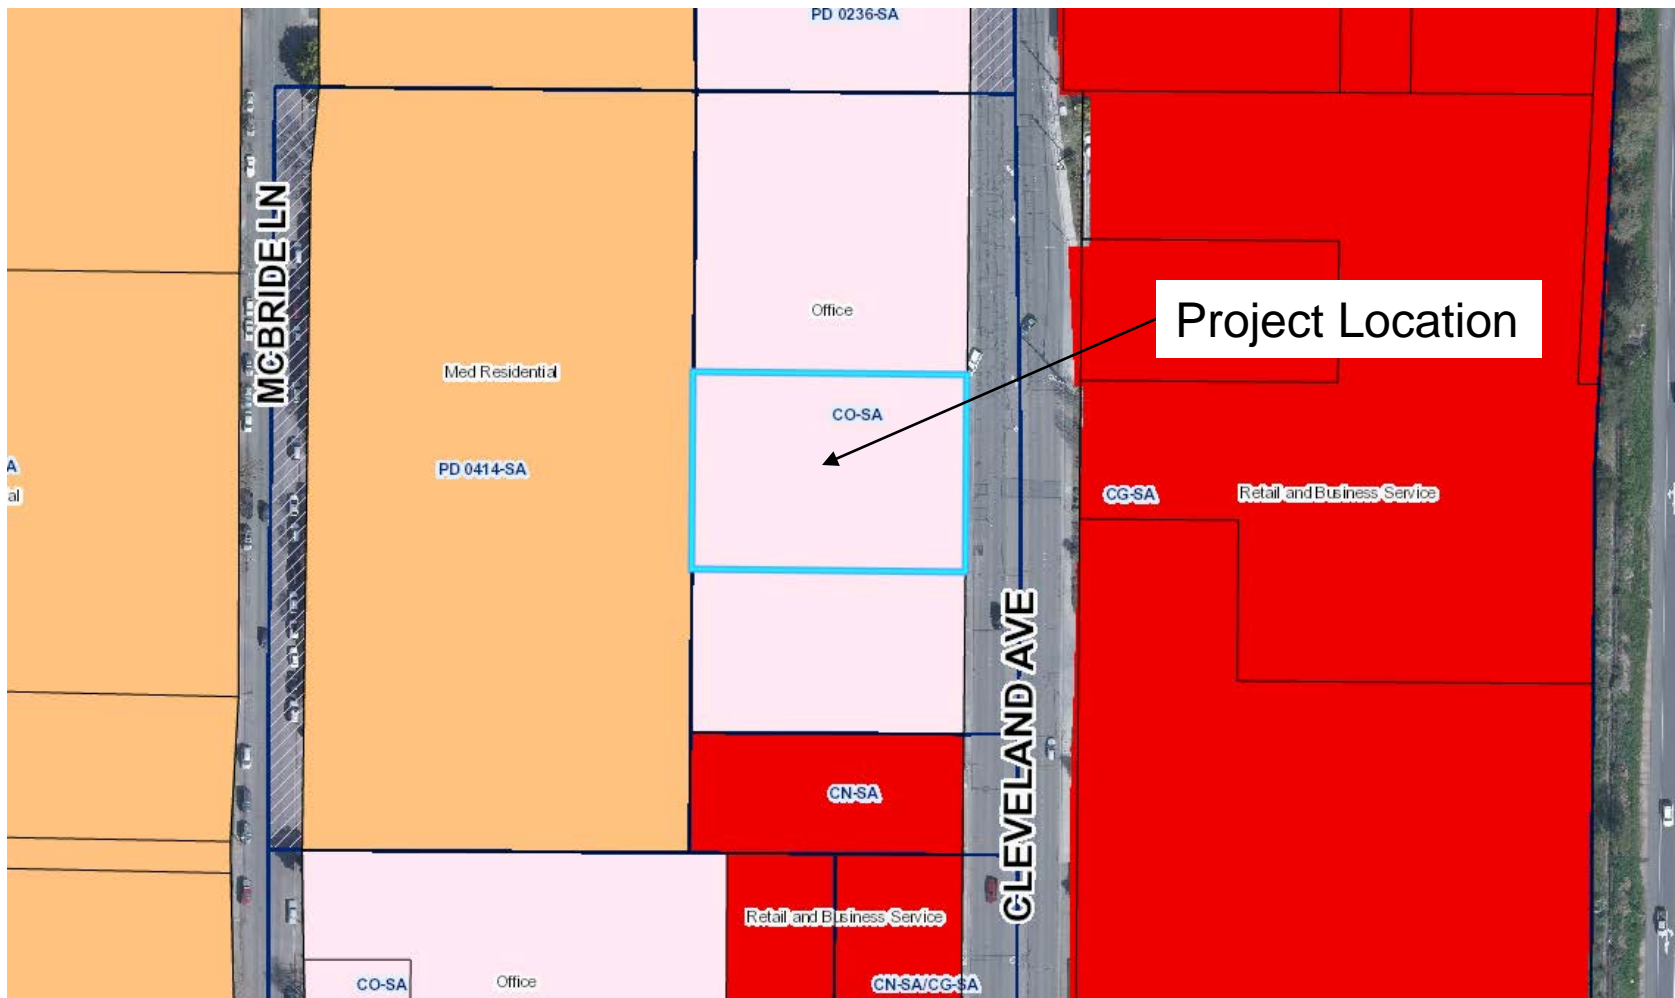 PD 0236-SA
MCBRIDE LN
Office
Project Location
Med Residential
CO-SA
PD 0414-SA
A
al
CG-SA
Retail and Business Service
CLEVELAND AVE
CN-SA
Retail and Business Service
CO-SA
Office
CN-SA/CG-SA